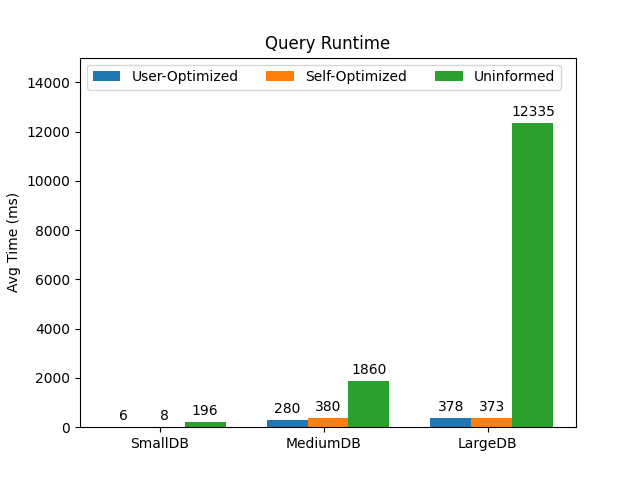 Query Runtime
User-Optimized Self-Optimized Uninformed
Avg Time (ms)
14000
12000
10000
8000
6000
4000
2000
0
6 8 196
280 380 1860
378 373 12335
SmallDB MediumDB LargeDB